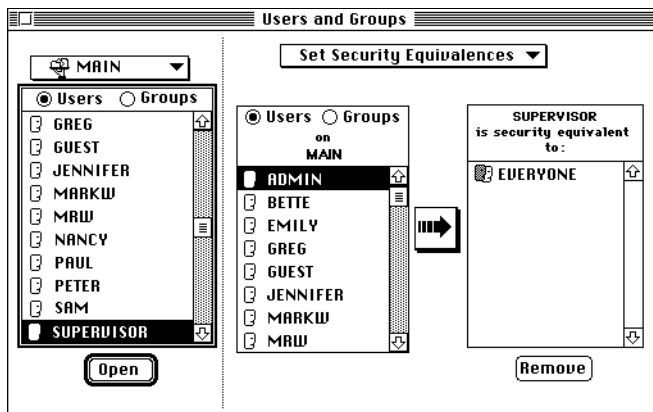 Users and Groups
MAIN
Users Groups
GREG
GUEST
JENNIFER
MARKW
MRW
NANCY
PAUL
PETER
SAM
SUPERVISOR
Open
Set Security Equivalences
Users Groups
on
MAIN
ADMIN
BETTE
EMILY
GREG
GUEST
JENNIFER
MARKW
MRW
SUPERVISOR
is security equivalent
to:
EVERYONE
Remove